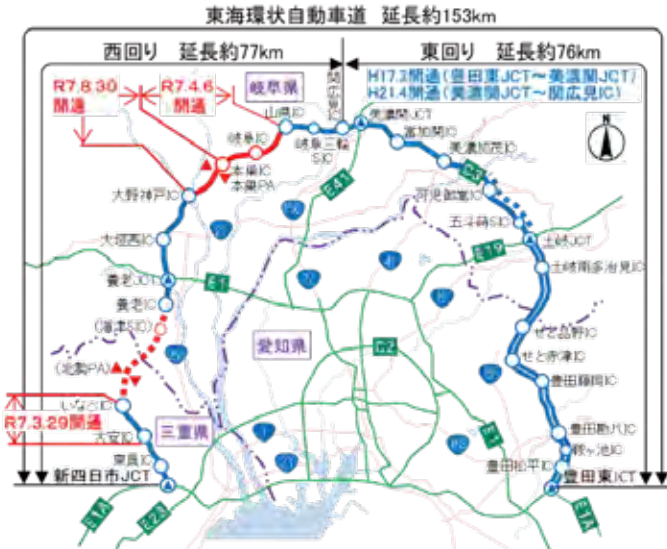 東海環状自動車道 延長約153km
西回り 延長約77km
東回り 延長約76km
R7.8.30
開通
R7.4.6
開通
岐阜県
関広見IC
H17.3開通(豊田東JCT～美濃関JCT)
H21.4開通(美濃関JCT～関広見IC)
N
山県IC
岐阜IC
岐阜三輪
SIC
美濃関JCT
富加関IC
美濃加茂IC
本巣IC
本巣PA
E41
C3
可児御嵩IC
大野神戸IC
五斗蒔SIC
大垣西IC
土岐JCT
E19
土岐南多治見IC
養老JCT
E1
養老IC
(海津SIC)
せと品野IC
愛知県
C2
(北勢PA)
せと赤津IC
豊田藤岡IC
いなべIC
R7.3.29開通
三重県
大安IC
豊田勘八IC
E1
鞍ヶ池IC
東員IC
豊田松平IC
新四日市JCT
豊田東JCT
E1A
E23
E1A